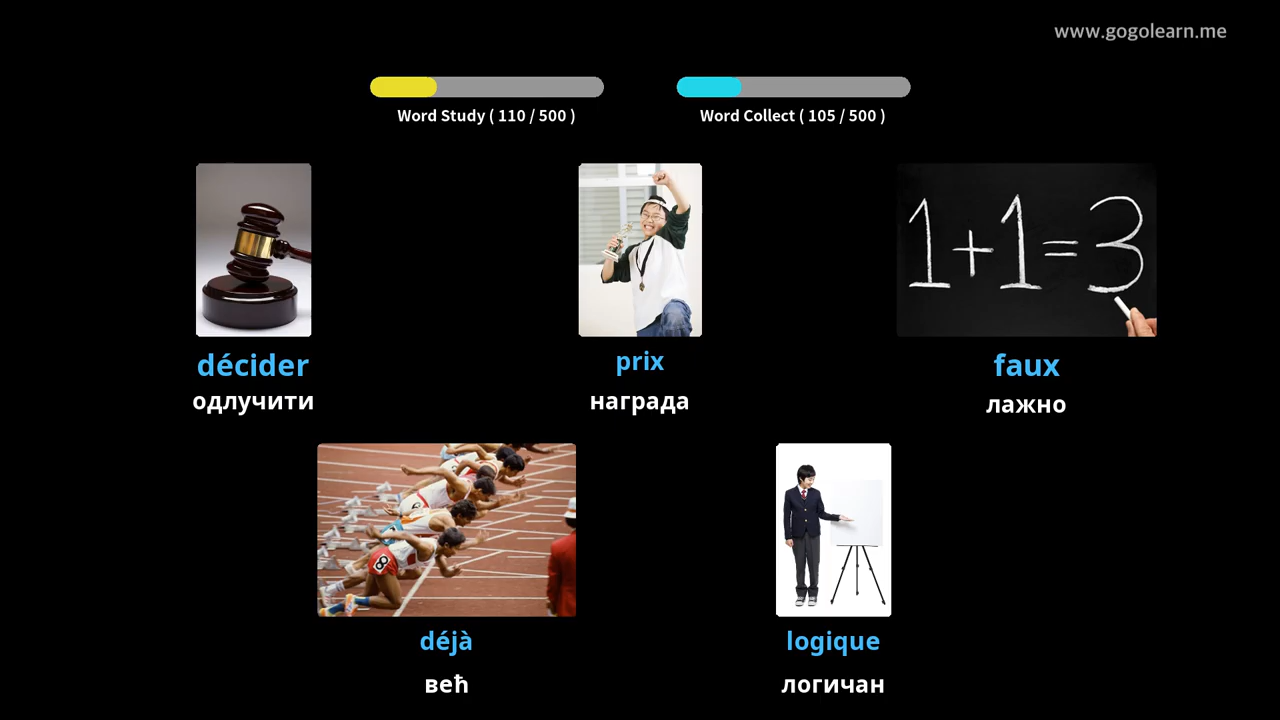 www.gogolearn.me
Word Study ( 110 / 500 )
Word Collect ( 105 / 500 )
1+1=3
décider
одлучити
prix
награда
faux
лажно
8
déjà
већ
logique
логичан